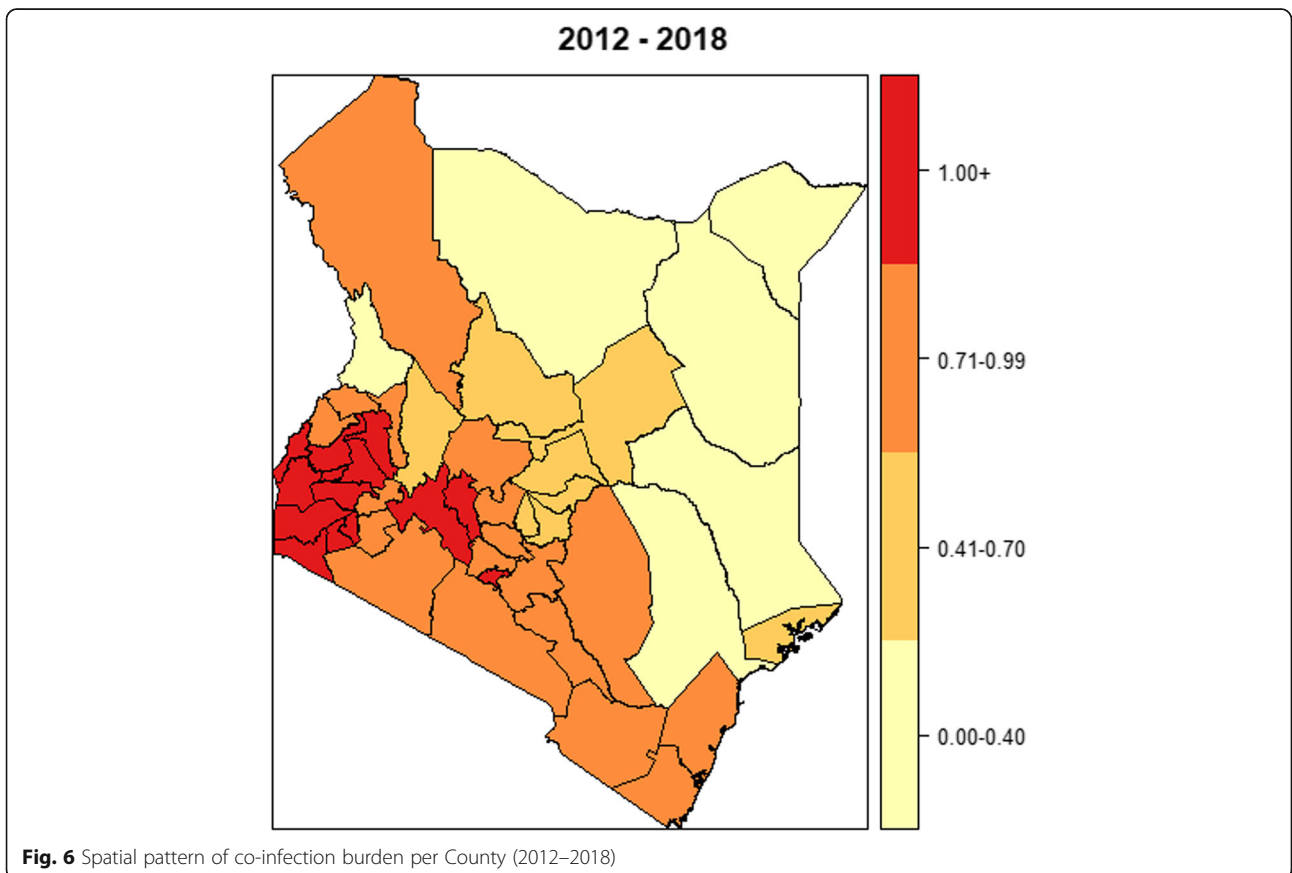 2012 - 2018
1.00+
0.71-0.99
0.41-0.70
0.00-0.40
Fig. 6 Spatial pattern of co-infection burden per County (2012–2018)